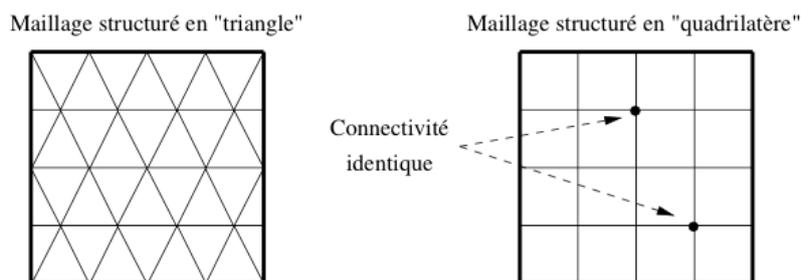 Maillage structuré en "triangle"
Maillage structuré en "quadrilatère"
Connectivité
identique